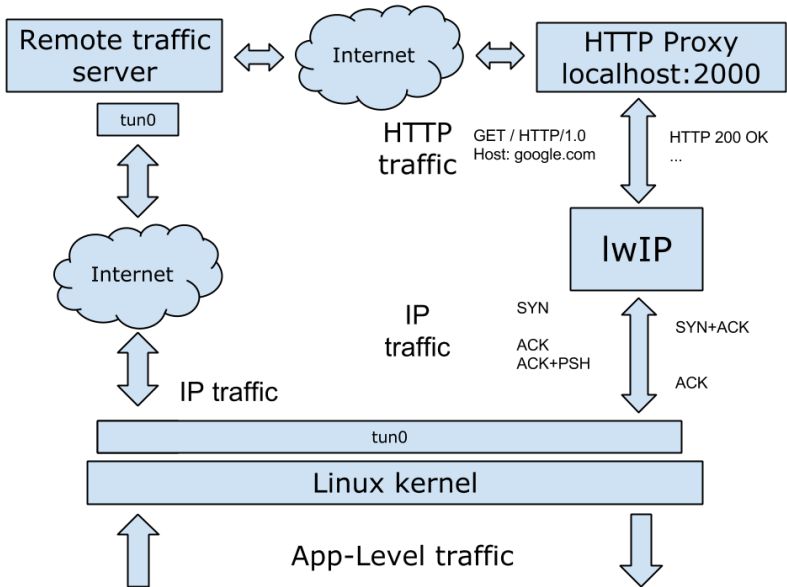 Remote traffic
server
Internet
HTTP Proxy
localhost:2000
tun0
HTTP
traffic
GET / HTTP/1.0
Host: google.com
HTTP 200 OK
...
lwIP
Internet
IP
traffic
SYN
ACK
ACK+PSH
SYN+ACK
ACK
IP traffic
tun0
Linux kernel
App-Level traffic